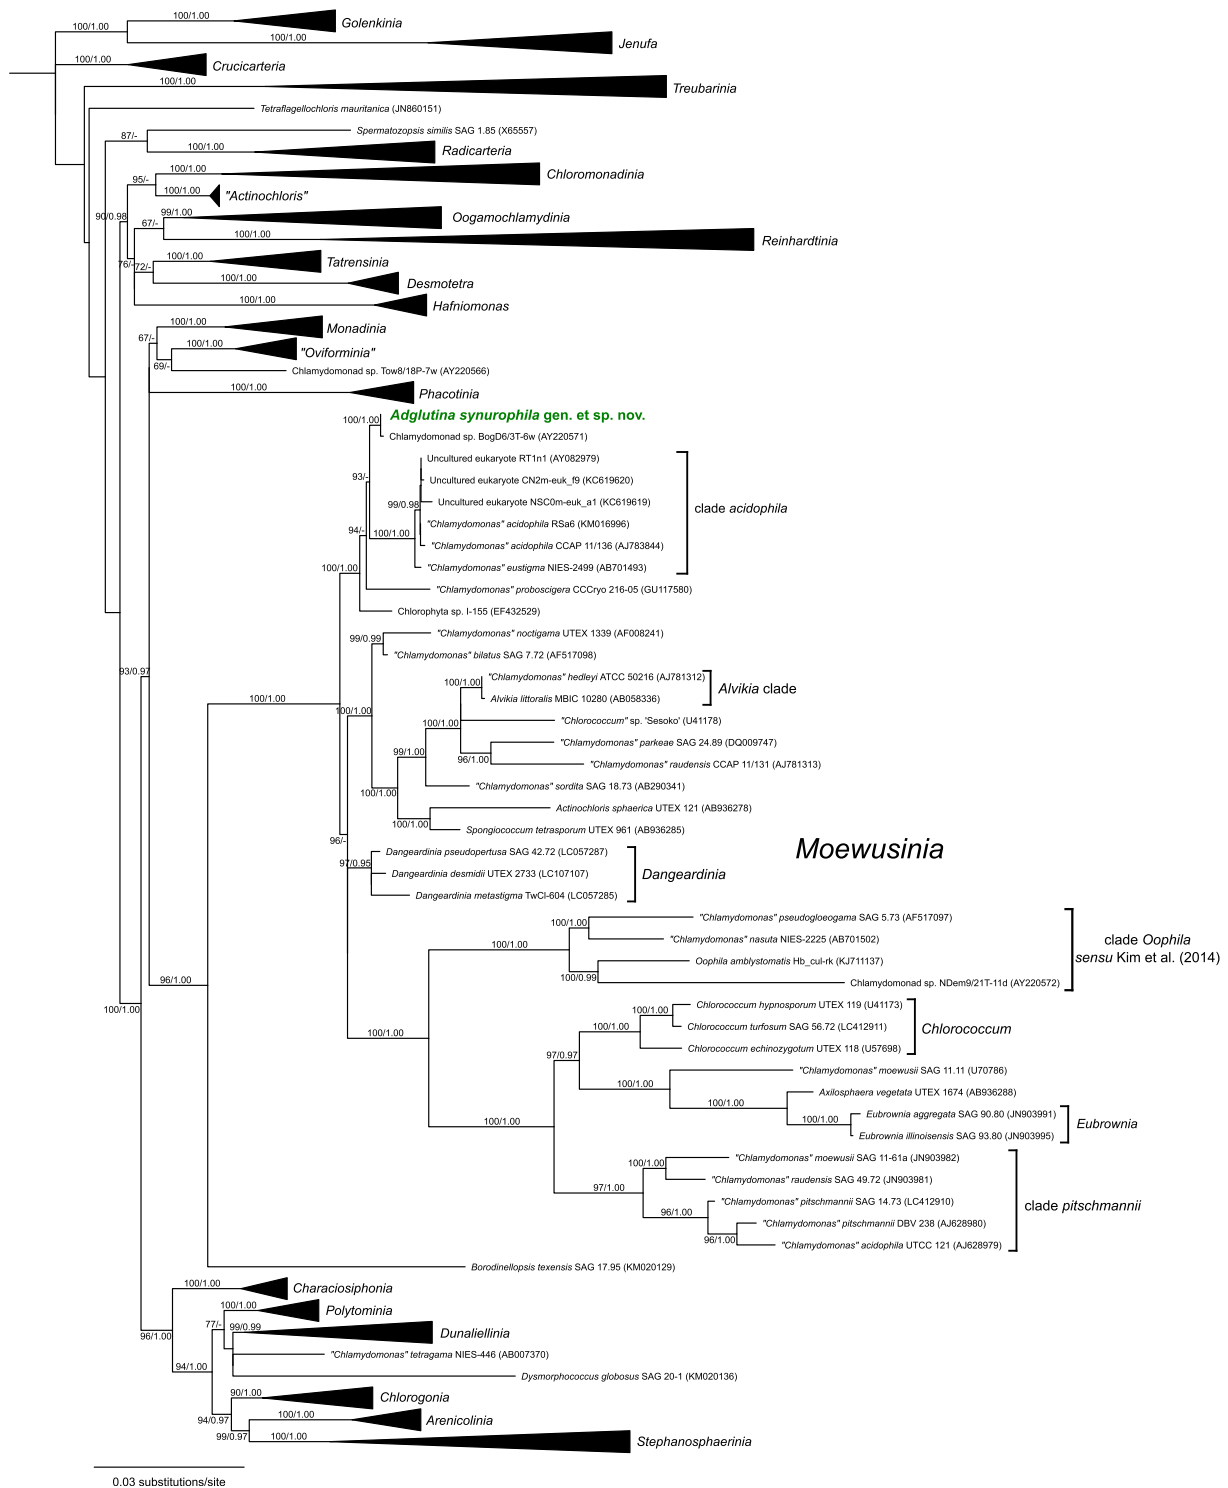 100/1.00
Golenkinia
100/1.00
100/1.00
Jenufa
100/1.00
Crucicarteria
100/1.00
Treubarinia
Tetraflagellochloris mauritanica (JN860151)
Spermatozopsis similis SAG 1.85 (X65557)
87/-
100/1.00
Radicarteria
100/1.00
Chloromonadinia
95/-
100/1.00
"Actinochloris"
90/0.98
99/1.00
Oogamochlamydinia
67/-
100/1.00
Reinhardtinia
76/-
100/1.00
Tatrensinia
72/-
100/1.00
Desmotetra
100/1.00
Hafniomonas
100/1.00
Monadinia
67/-
100/1.00
"Oviforminia"
69/-
Chlamydomonad sp. Tow8/18P-7w (AY220566)
100/1.00
Phacotinia
100/1.00
Adglutina synurophila gen. et sp. nov.
Chlamydomonad sp. BogD6/3T-6w (AY220571)
93/-
Uncultured eukaryote RT1n1 (AY082979)
Uncultured eukaryote CN2m-euk_f9 (KC619620)
99/0.98
Uncultured eukaryote NSC0m-euk_a1 (KC619619)
clade acidophila
"Chlamydomonas" acidophila RSa6 (KM016996)
94/-
100/1.00
"Chlamydomonas" acidophila CCAP 11/136 (AJ783844)
"Chlamydomonas" eustigma NIES-2499 (AB701493)
100/1.00
"Chlamydomonas" proboscigera CCCryo 216-05 (GU117580)
Chlorophyta sp. I-155 (EF432529)
99/0.99
"Chlamydomonas" noctigama UTEX 1339 (AF008241)
"Chlamydomonas" bilatus SAG 7.72 (AF517098)
93/0.97
100/1.00
"Chlamydomonas" hedleyi ATCC 50216 (AJ781312)
Alvikia littoralis MBIC 10280 (AB058336)
Alvikia clade
100/1.00
100/1.00
100/1.00
"Chlorococcum" sp. 'Sesoko' (U41178)
99/1.00
"Chlamydomonas" parkeae SAG 24.89 (DQ009747)
96/1.00
"Chlamydomonas" raudensis CCAP 11/131 (AJ781313)
"Chlamydomonas" sordita SAG 18.73 (AB290341)
100/1.00
Actinochloris sphaerica UTEX 121 (AB936278)
100/1.00
Spongiococcum tetrasporum UTEX 961 (AB936285)
96/-
Moewusinia
Dangeardinia pseudopertusa SAG 42.72 (LC057287)
97/0.95
Dangeardinia desmidii UTEX 2733 (LC107107)
Dangeardinia
Dangeardinia metastigma TwCl-604 (LC057285)
100/1.00
"Chlamydomonas" pseudogloeogama SAG 5.73 (AF517097)
100/1.00
"Chlamydomonas" nasuta NIES-2225 (AB701502)
clade Oophila
sensu Kim et al. (2014)
Oophila amblystomatis Hb_cul-rk (KJ711137)
100/0.99
Chlamydomonad sp. NDem9/21T-11d (AY220572)
96/1.00
100/1.00
Chlorococcum hypnosporum UTEX 119 (U41173)
100/1.00
100/1.00
Chlorococcum turfosum SAG 56.72 (LC412911)
Chlorococcum
Chlorococcum echinozygotum UTEX 118 (U57698)
100/1.00
97/0.97
"Chlamydomonas" moewusii SAG 11.11 (U70786)
100/1.00
Axilosphaera vegetata UTEX 1674 (AB936288)
100/1.00
Eubrownia aggregata SAG 90.80 (JN903991)
100/1.00
Eubrownia
Eubrownia illinoisensis SAG 93.80 (JN903995)
100/1.00
"Chlamydomonas" moewusii SAG 11-61a (JN903982)
100/1.00
"Chlamydomonas" raudensis SAG 49.72 (JN903981)
97/1.00
"Chlamydomonas" pitschmannii SAG 14.73 (LC412910)
clade pitschmannii
96/1.00
"Chlamydomonas" pitschmannii DBV 238 (AJ628980)
96/1.00
"Chlamydomonas" acidophila UTCC 121 (AJ628979)
Borodinellopsis texensis SAG 17.95 (KM020129)
100/1.00
Characiosiphonia
100/1.00
Polytominia
96/1.00
77/-
99/0.99
Dunaliellinia
"Chlamydomonas" tetragama NIES-446 (AB007370)
94/1.00
Dysmorphococcus globosus SAG 20-1 (KM020136)
90/1.00
Chlorogonia
94/0.97
100/1.00
Arenicolinia
99/0.97
100/1.00
Stephanosphaerinia
0.03 substitutions/site